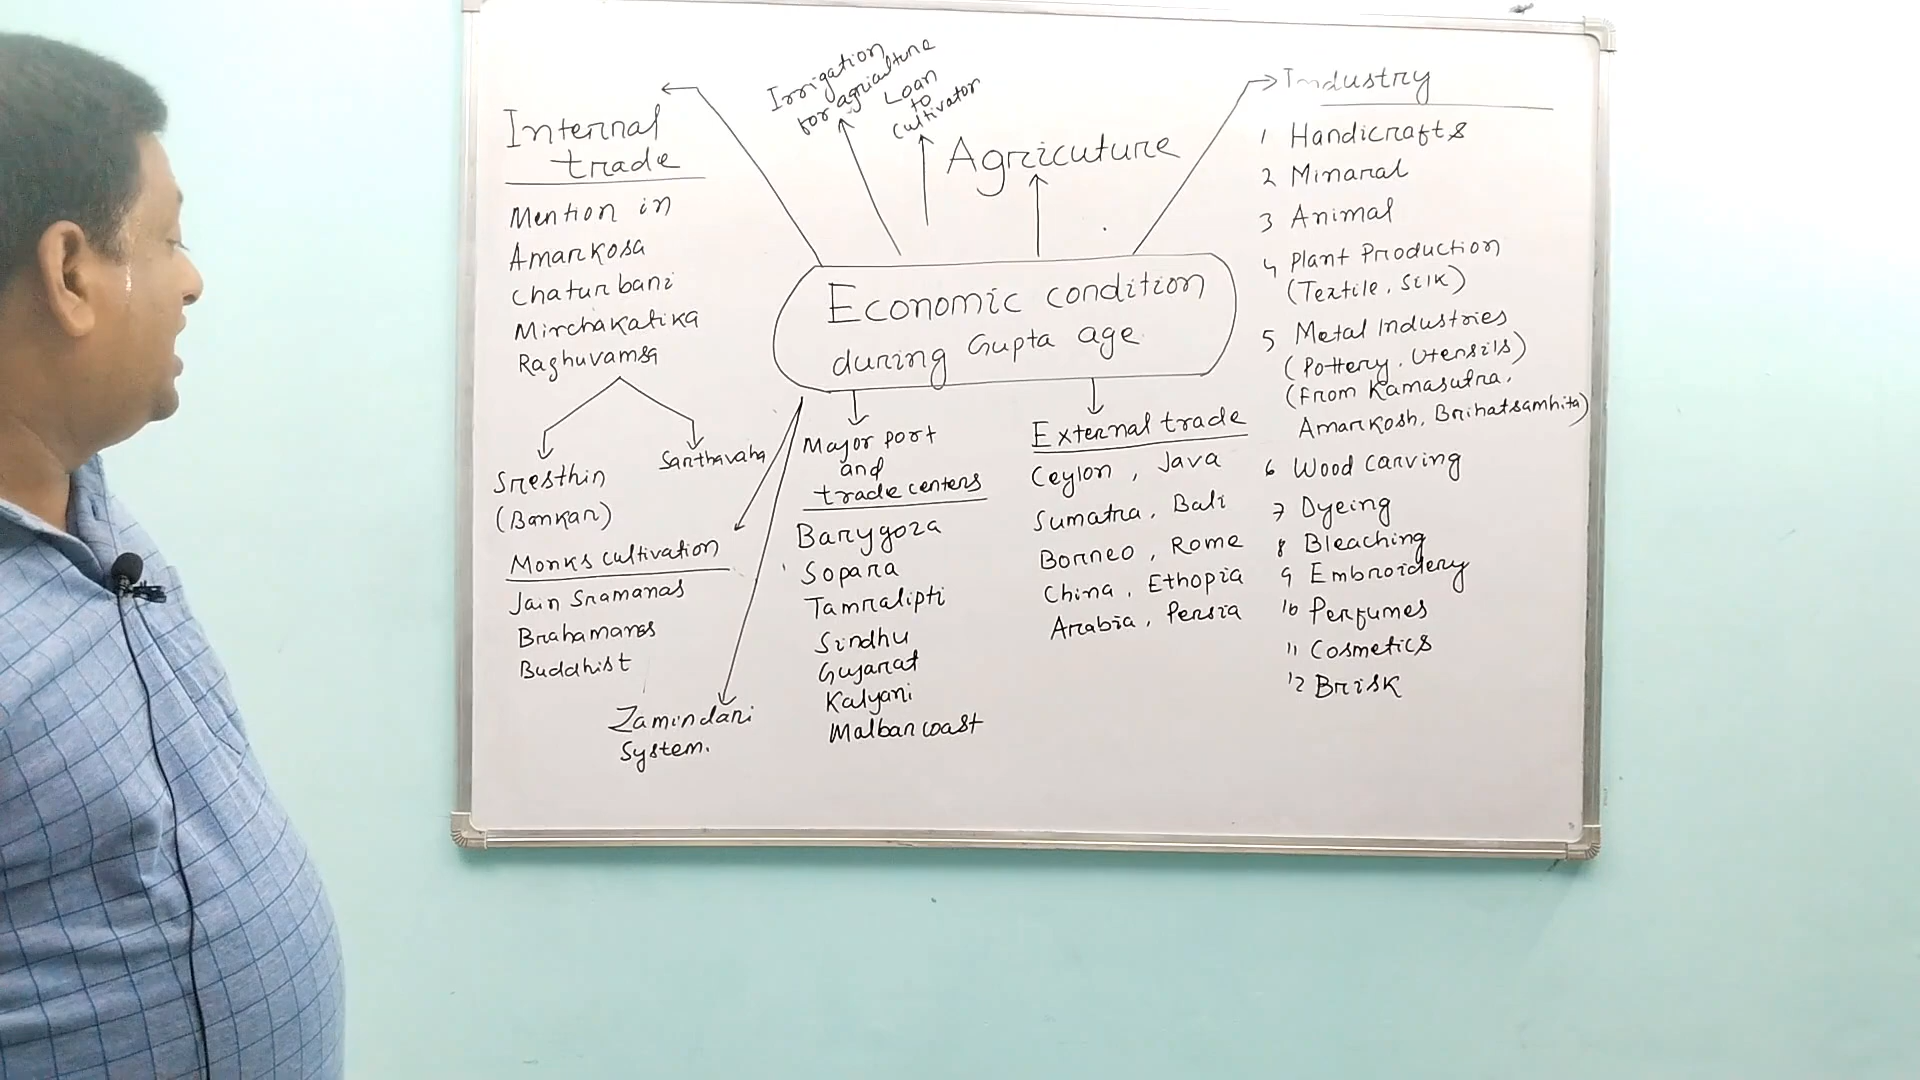 Internal
trade
Mention in
Amarkosa
Chaturbani
Mirchakatika
Raghuvamsa
Sresthin
(Bankar)
Sarthavaha
Monks cultivation
Jain Sramanas
Brahamanas
Buddhist
Zamindari
System.
Irrigation
for agriculture
Loan
to
cultivator
Agricuture
Economic condition
during Gupta age
Major port
and
trade centers
Barygoza
Sopara
Tamralipti
Sindhu
Gujarat
Kalyani
Malbar coast
External trade
Ceylon, Java
Sumatra, Bali
Borneo, Rome
China, Ethopia
Arabia, Persia
Industry
1 Handicrafts
2 Minaral
3 Animal
4 Plant Production
(Textile, Silk)
5 Metal Industries
(Pottery, Utensils)
(From Kamasutra,
Amarkosh, Brihatsamhita)
6 Wood carving
7 Dyeing
8 Bleaching
9 Embroidery
10 Perfumes
11 Cosmetics
12 Brisk